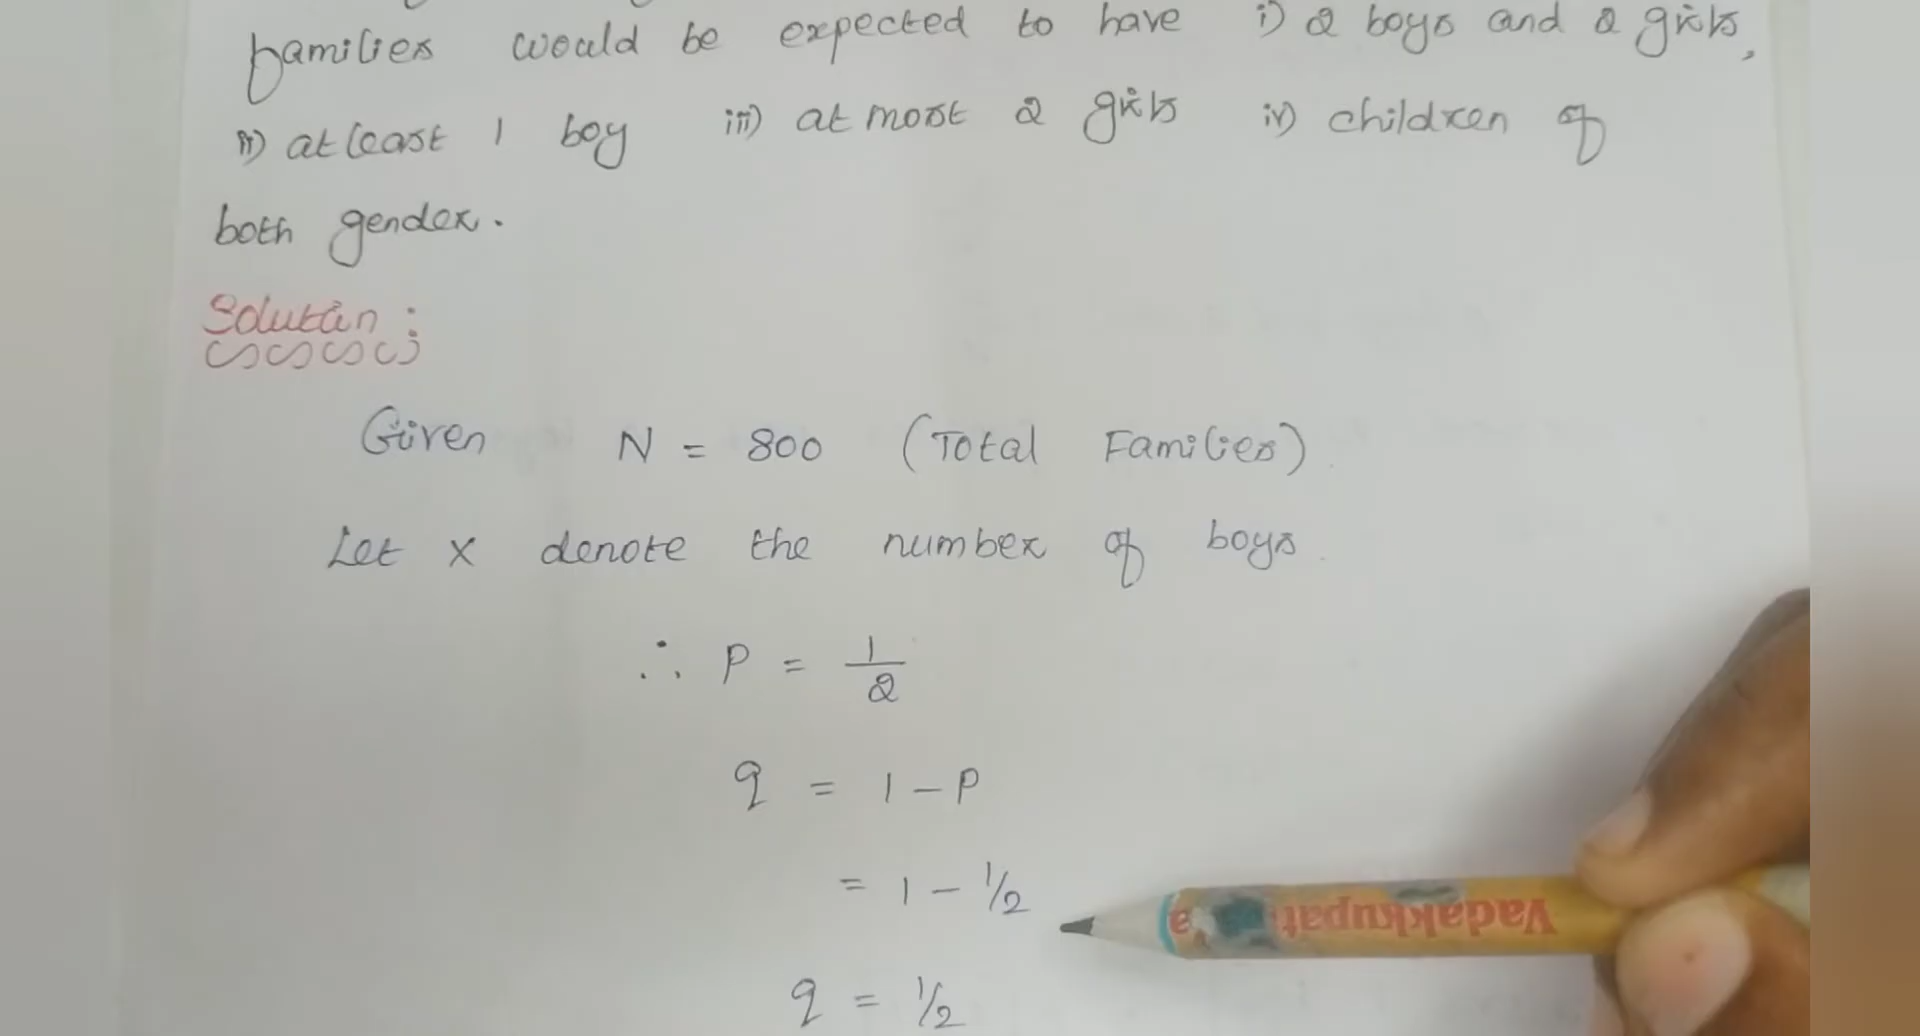 families would be expected to have i) 2 boys and 2 girls,
ii) atleast 1 boy iii) at most 2 girls iv) children of
both gender.
Solution :
Given N = 800 (Total Families)
Let X denote the number of boys.
∴ P = 1/2
q = 1 - P
= 1 - 1/2
q = 1/2
Vadakkupat